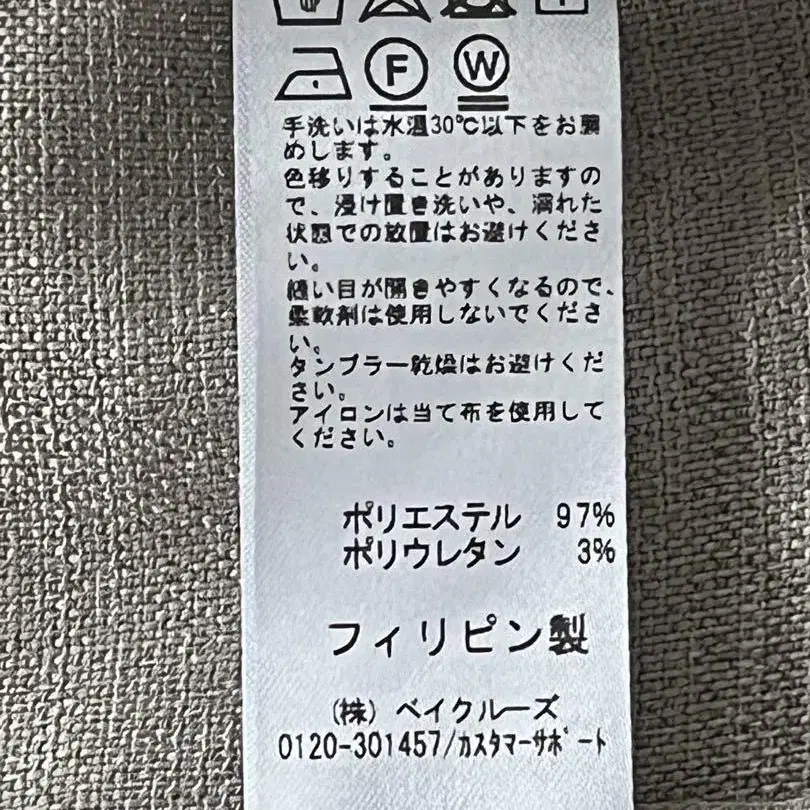 F W
手洗いは水温30℃以下をお薦
めします。
色移りすることがありますの
で、浸け置き洗いや、濡れた
状態での放置はお避けくださ
い。
縫い目が開きやすくなるので、
柔軟剤は使用しないでくださ
い。
タンブラー乾燥はお避けくだ
さい。
アイロンは当て布を使用して
ください。
ポリエステル 97%
ポリウレタン 3%
フィリピン製
(株) ベイクルーズ
0120-301457/カスタマーサポート